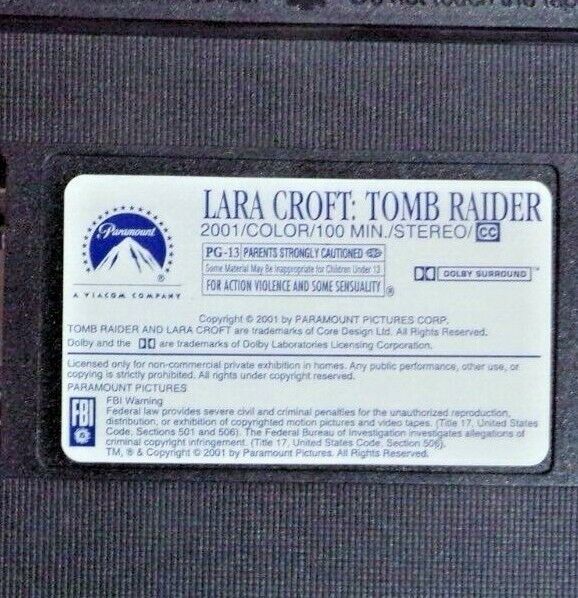 Do not touch the tape
LARA CROFT: TOMB RAIDER
2001/COLOR/100 MIN./STEREO/ CC
Paramount
®
A VIACOM COMPANY
PG-13 PARENTS STRONGLY CAUTIONED
Some Material May Be Inappropriate for Children Under 13
FOR ACTION VIOLENCE AND SOME SENSUALITY ®
DOLBY SURROUND ™
Copyright © 2001 by PARAMOUNT PICTURES CORP.
TOMB RAIDER AND LARA CROFT are trademarks of Core Design Ltd. All Rights Reserved.
Dolby and the are trademarks of Dolby Laboratories Licensing Corporation.
Licensed only for non-commercial private exhibition in homes. Any public performance, other use, or
copying is strictly prohibited. All rights under copyright reserved.
PARAMOUNT PICTURES
FBI
FBI Warning
Federal law provides severe civil and criminal penalties for the unauthorized reproduction,
distribution, or exhibition of copyrighted motion pictures and video tapes. (Title 17, United States
Code, Sections 501 and 506). The Federal Bureau of Investigation investigates allegations of
criminal copyright infringement. (Title 17, United States Code, Section 506).
TM, ® & Copyright © 2001 by Paramount Pictures. All Rights Reserved.